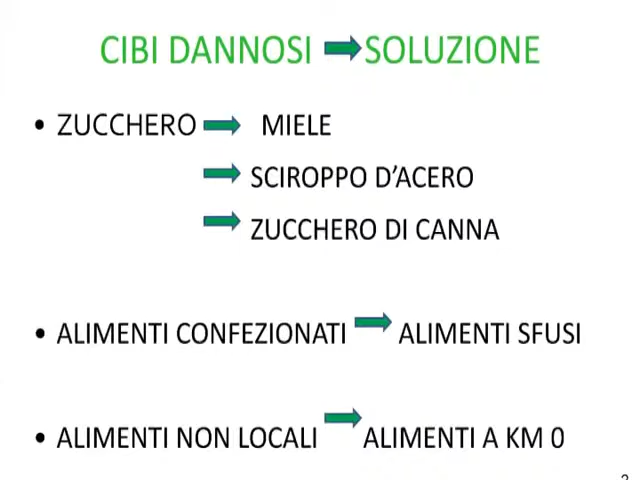 CIBI DANNOSI SOLUZIONE
• ZUCCHERO MIELE
SCIROPPO D'ACERO
ZUCCHERO DI CANNA
• ALIMENTI CONFEZIONATI ALIMENTI SFUSI
• ALIMENTI NON LOCALI ALIMENTI A KM 0